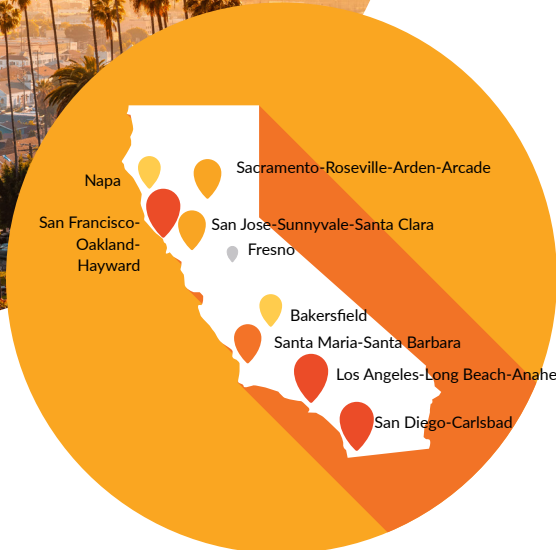 Sacramento-Roseville-Arden-Arcade
Napa
San Francisco-
Oakland-
Hayward
San Jose-Sunnyvale-Santa Clara
Fresno
Bakersfield
Santa Maria-Santa Barbara
Los Angeles-Long Beach-Anahe
San Diego-Carlsbad